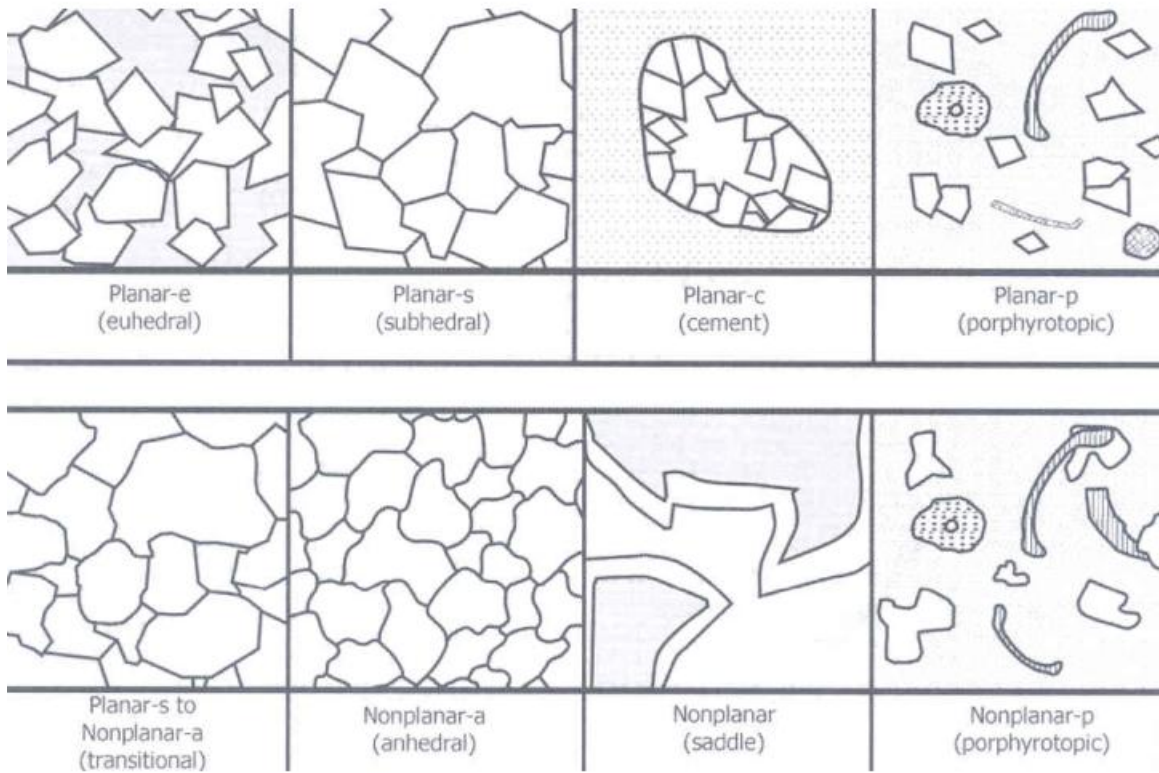 Planar-e
(euhedral)
Planar-s
(subhedral)
Planar-c
(cement)
Planar-p
(porphyrotopic)
Planar-s to
Nonplanar-a
(transitional)
Nonplanar-a
(anhedral)
Nonplanar
(saddle)
Nonplanar-p
(porphyrotopic)